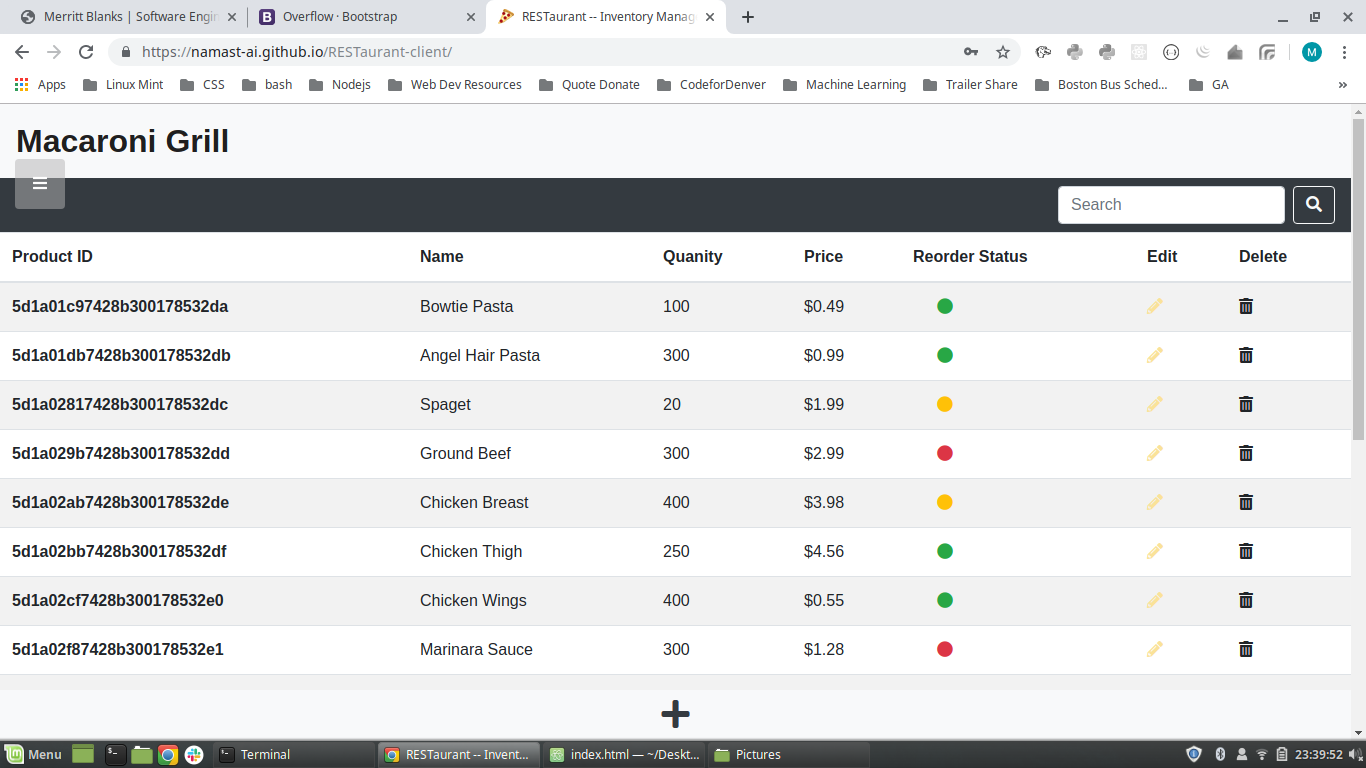 Merritt Blanks | Software Engin
Overflow · Bootstrap
RESTaurant -- Inventory Manag
https://namast-ai.github.io/RESTaurant-client/
M
Apps Linux Mint CSS bash Nodejs Web Dev Resources Quote Donate CodeforDenver Machine Learning Trailer Share Boston Bus Sched... GA »
Macaroni Grill
Search
Product ID Name Quanity Price Reorder Status Edit Delete
5d1a01c97428b300178532da Bowtie Pasta 100 $0.49
5d1a01db7428b300178532db Angel Hair Pasta 300 $0.99
5d1a02817428b300178532dc Spaget 20 $1.99
5d1a029b7428b300178532dd Ground Beef 300 $2.99
5d1a02ab7428b300178532de Chicken Breast 400 $3.98
5d1a02bb7428b300178532df Chicken Thigh 250 $4.56
5d1a02cf7428b300178532e0 Chicken Wings 400 $0.55
5d1a02f87428b300178532e1 Marinara Sauce 300 $1.28
Menu Terminal RESTaurant -- Invent... index.html — ~/Deskt... Pictures 23:39:52